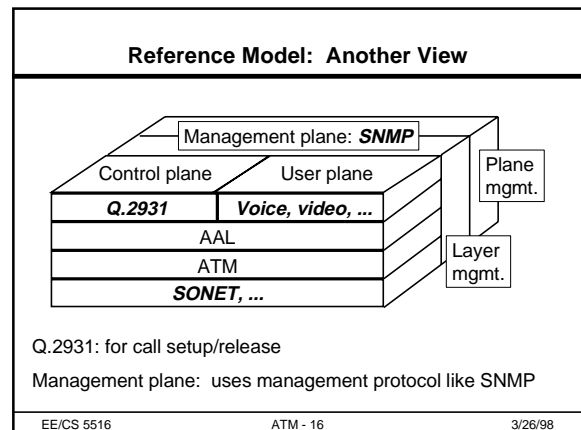 Reference Model: Another View
Management plane: SNMP
Control plane User plane
Plane
mgmt.
Q.2931 Voice, video, ...
AAL
ATM
Layer
mgmt.
SONET, ...
Q.2931: for call setup/release
Management plane: uses management protocol like SNMP
EE/CS 5516 ATM - 16 3/26/98